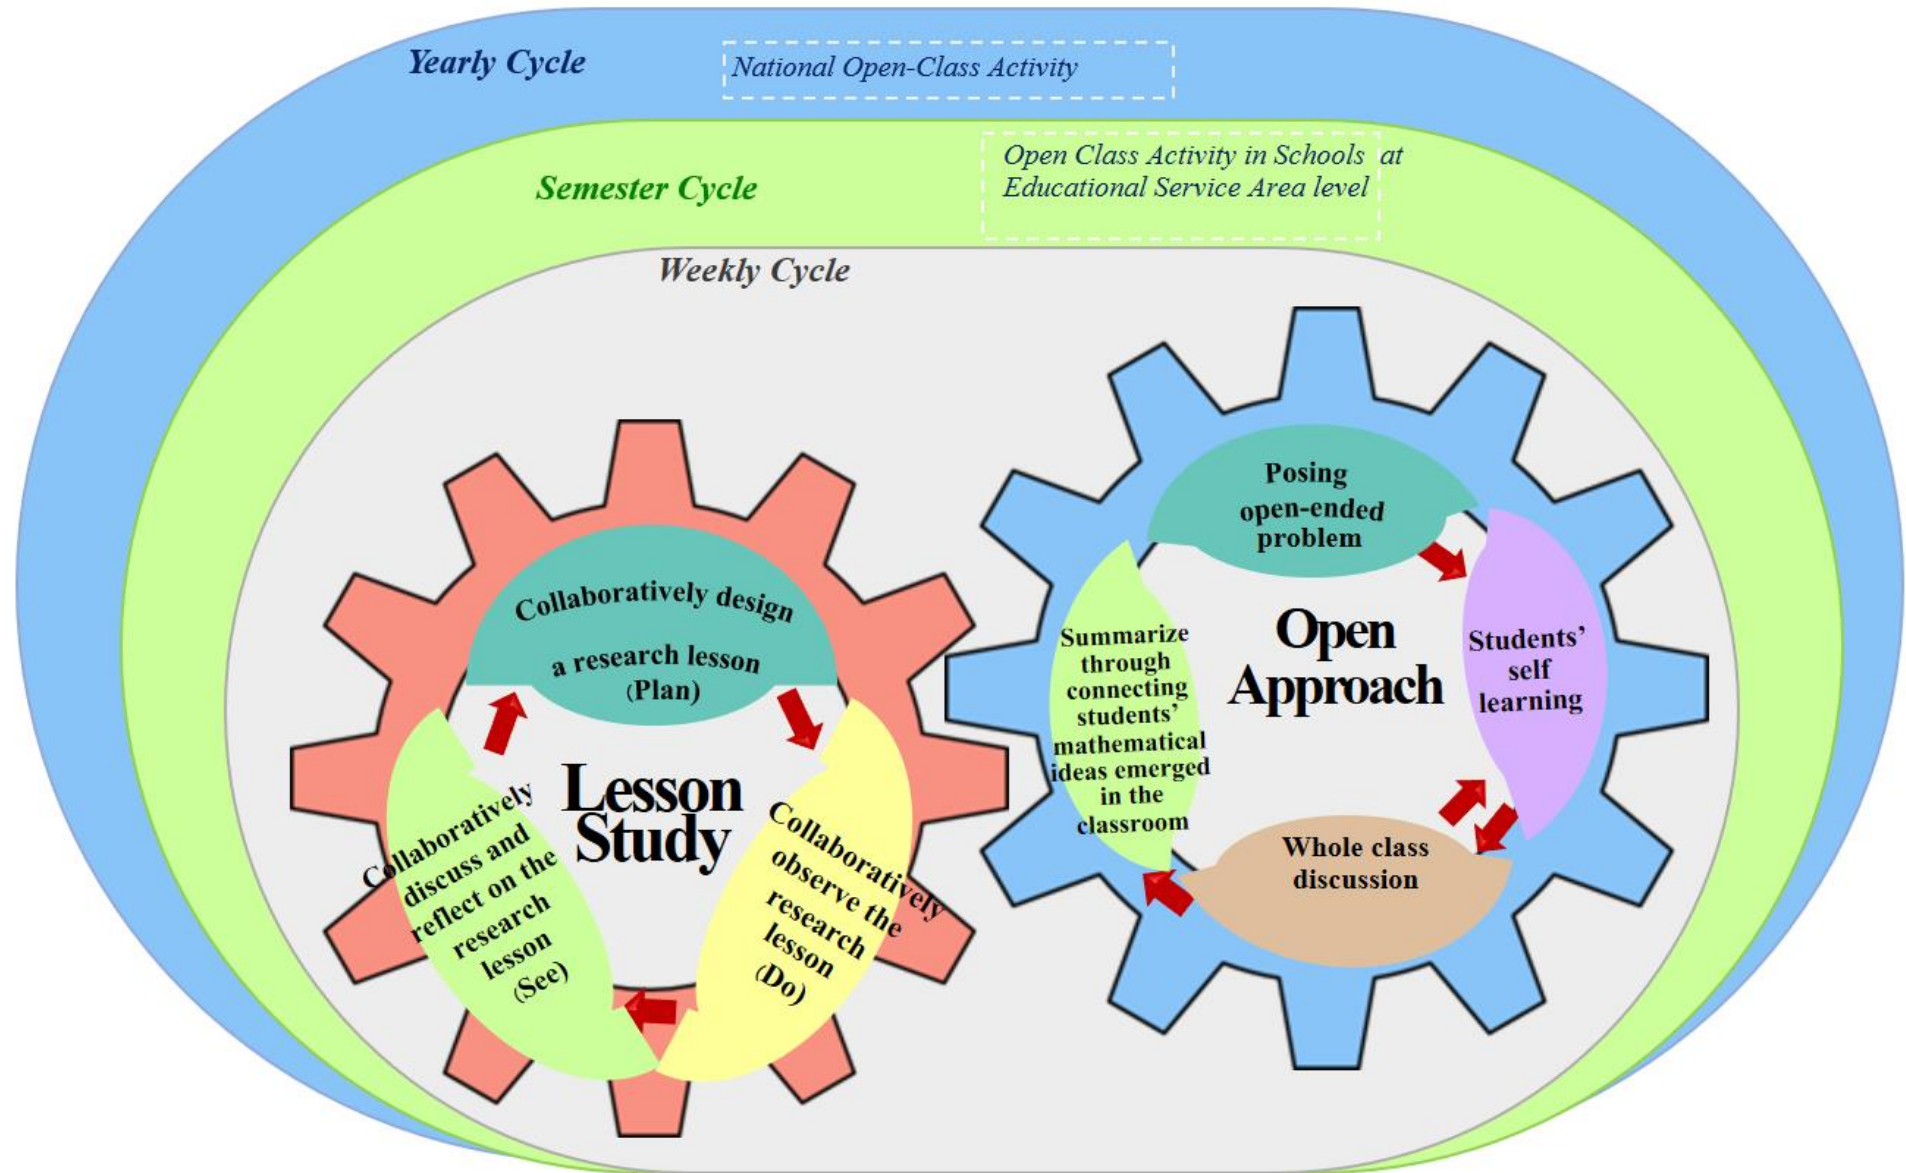 Yearly Cycle
National Open-Class Activity
Semester Cycle
Open Class Activity in Schools at
Educational Service Area level
Weekly Cycle
Collaboratively design
a research lesson
(Plan)
Lesson
Study
Collaboratively
observe the
research
lesson
(Do)
Collaboratively
discuss and
reflect on the
research
lesson
(See)
Posing
open-ended
problem
Open
Approach
Students’
self
learning
Whole class
discussion
Summarize
through
connecting
students’
mathematical
ideas emerged
in the
classroom